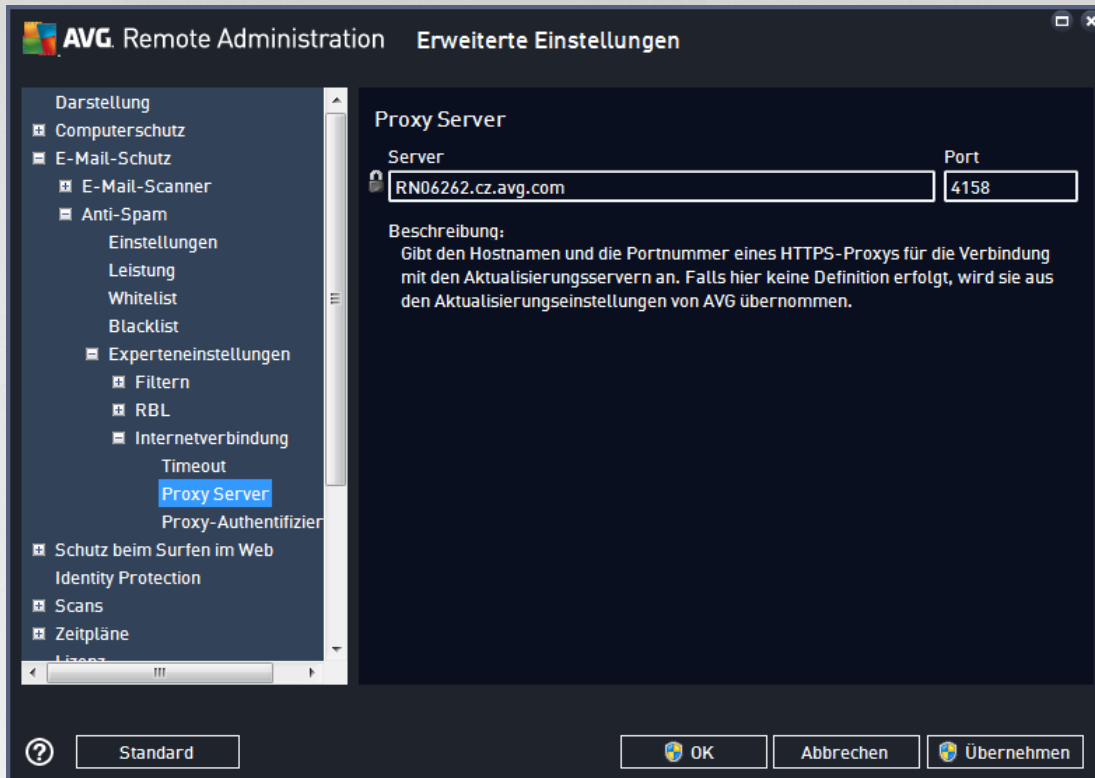 AVG. Remote Administration Erweiterte Einstellungen
Darstellung
Computerschutz
E-Mail-Schutz
E-Mail-Scanner
Anti-Spam
Einstellungen
Leistung
Whitelist
Blacklist
Experteneinstellungen
Filtern
RBL
Internetverbindung
Timeout
Proxy Server
Proxy-Authentifizier
Schutz beim Surfen im Web
Identity Protection
Scans
Zeitpläne
Lizenz
Proxy Server
Server Port
RN06262.cz.avg.com 4158
Beschreibung:
Gibt den Hostnamen und die Portnummer eines HTTPS-Proxys für die Verbindung
mit den Aktualisierungsservern an. Falls hier keine Definition erfolgt, wird sie aus
den Aktualisierungseinstellungen von AVG übernommen.
Standard OK Abbrechen Übernehmen